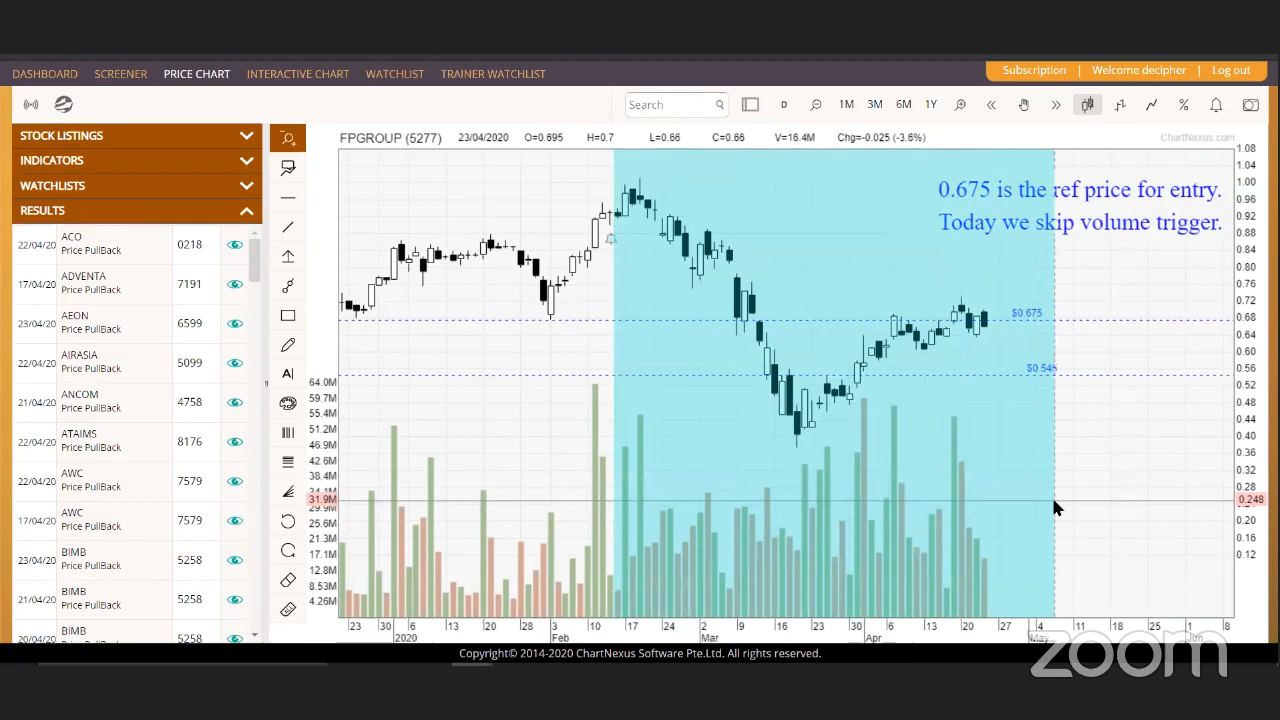 Subscription | Welcome decipher | Log out
DASHBOARD SCREENER PRICE CHART INTERACTIVE CHART WATCHLIST TRAINER WATCHLIST
Search D 1M 3M 6M 1Y
STOCK LISTINGS
INDICATORS
WATCHLISTS
RESULTS
22/04/20 ACO 0218
Price PullBack
17/04/20 ADVENTA 7191
Price PullBack
23/04/20 AEON 6599
Price PullBack
22/04/20 AIRASIA 5099
Price PullBack
21/04/20 ANCOM 4758
Price PullBack
22/04/20 ATAIMS 8176
Price PullBack
22/04/20 AWC 7579
Price PullBack
17/04/20 AWC 7579
Price PullBack
23/04/20 BIMB 5258
Price PullBack
21/04/20 BIMB 5258
Price PullBack
20/04/20 BIMB 5258
FPGROUP (5277) 23/04/2020 O=0.695 H=0.7 L=0.66 C=0.66 V=16.4M Chg=-0.025 (-3.6%)
ChartNexus.com
0.675 is the ref price for entry.
Today we skip volume trigger.
$0.675
$0.545
1.08
1.04
1.00
0.96
0.92
0.88
0.84
0.80
0.76
0.72
0.68
0.64
0.60
0.56
0.52
0.48
0.44
0.40
0.36
0.32
0.28
0.248
0.20
0.16
0.12
64.0M
59.7M
55.4M
51.2M
46.9M
42.6M
38.4M
31.9M
29.9M
25.6M
21.3M
17.1M
12.8M
8.53M
4.26M
23 30 6 13 20 28 3 10 17 24 2 9 16 23 30 6 13 20 27 4 11 18 25 1 8
2020 Feb Mar Apr May Jun
Copyright© 2014-2020 ChartNexus Software Pte.Ltd. All rights reserved.
zoom